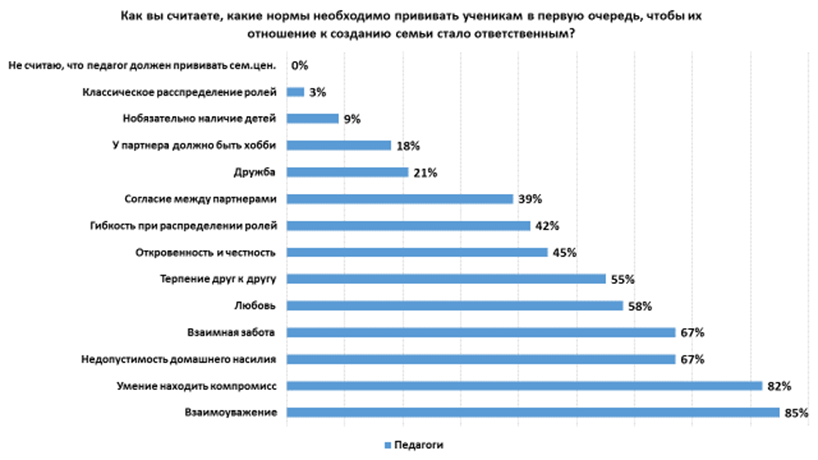 Как вы считаете, какие нормы необходимо прививать ученикам в первую очередь, чтобы их
отношение к созданию семьи стало ответственным?
Не считаю, что педагог должен прививать сем.цен. 0%
Классическое расспределение ролей 3%
Нобязательно наличие детей 9%
У партнера должно быть хобби 18%
Дружба 21%
Согласие между партнерами 39%
Гибкость при распределении ролей 42%
Откровенность и честность 45%
Терпение друг к другу 55%
Любовь 58%
Взаимная забота 67%
Недопустимость домашнего насилия 67%
Умение находить компромисс 82%
Взаимоуважение 85%
Педагоги